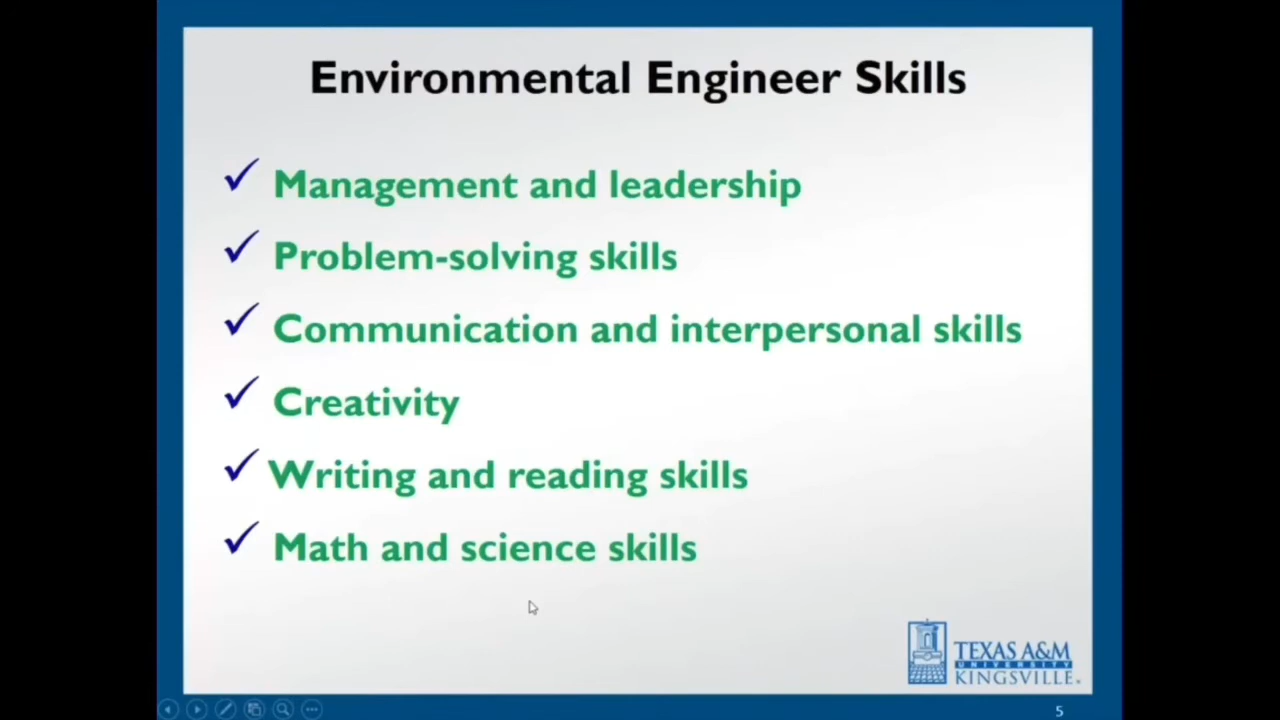 Environmental Engineer Skills
Management and leadership
Problem-solving skills
Communication and interpersonal skills
Creativity
Writing and reading skills
Math and science skills
TEXAS A&M
UNIVERSITY
KINGSVILLE
5